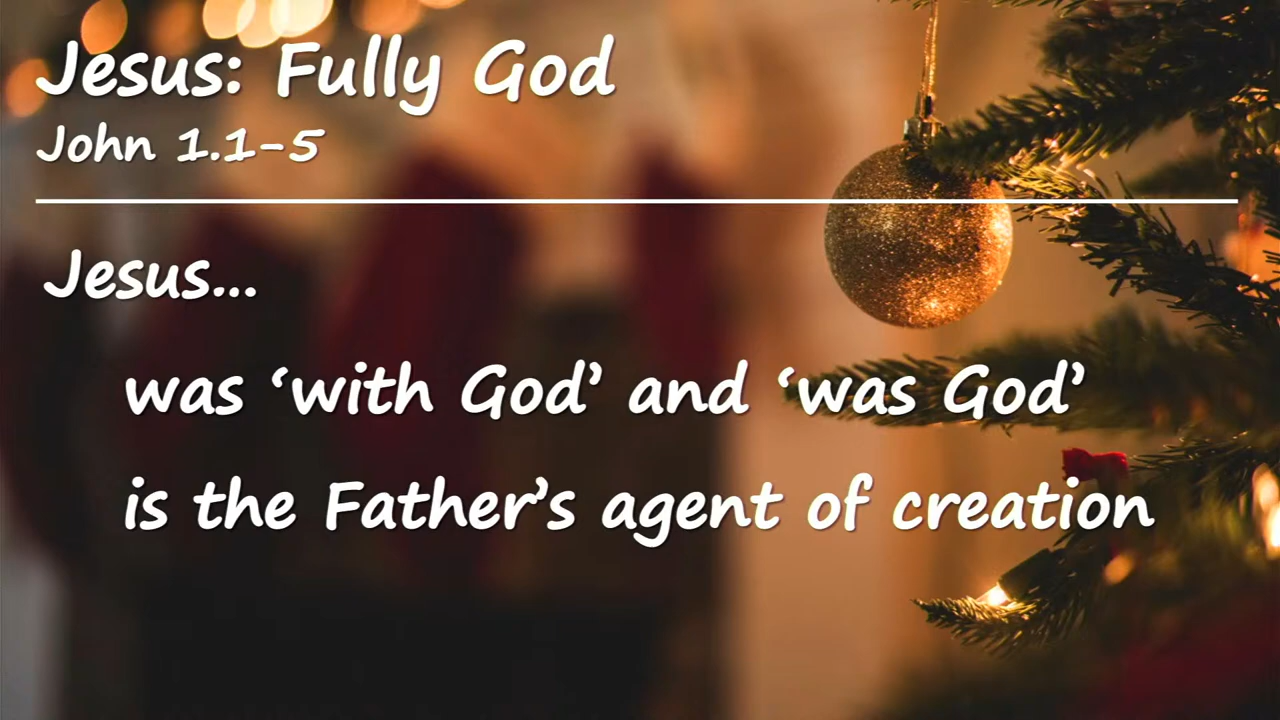 Jesus: Fully God
John 1.1-5
Jesus...
was ‘with God’ and ‘was God’
is the Father’s agent of creation